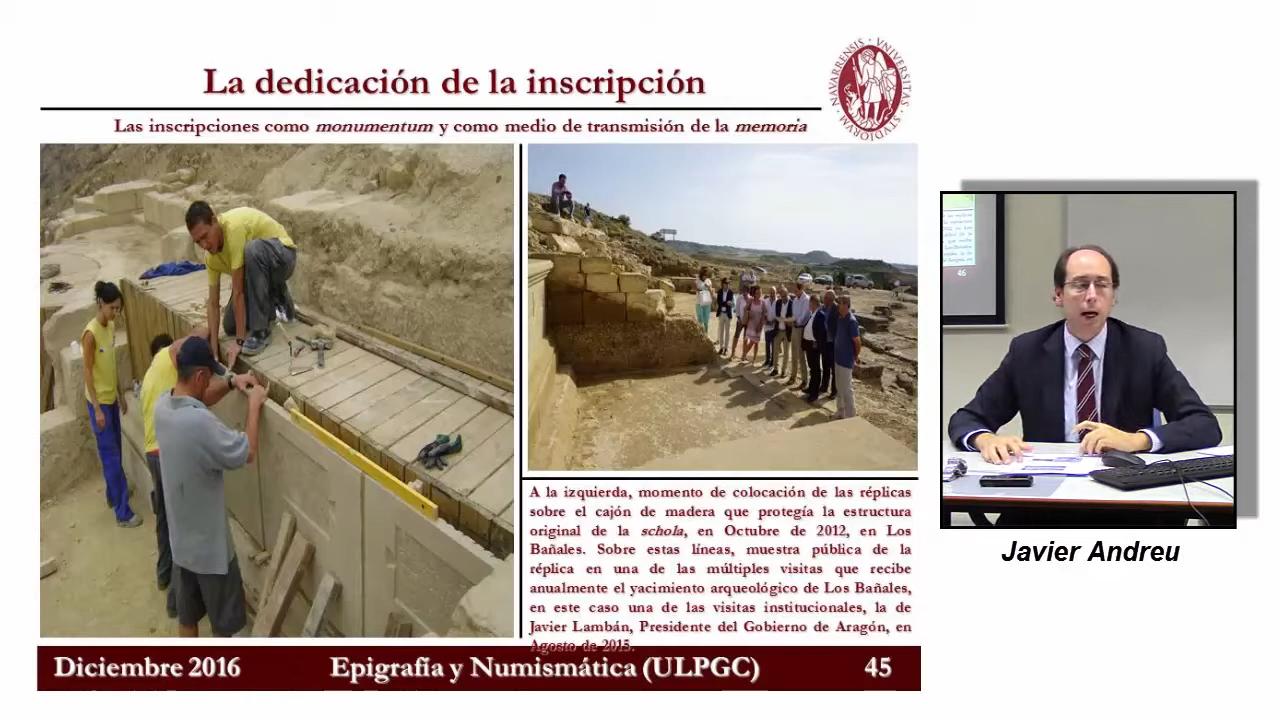 La dedicación de la inscripción
Las inscripciones como monumentum y como medio de transmisión de la memoria
NAVARRENSIS · VNIVERSITAS · STVDIORVM
A la izquierda, momento de colocación de las réplicas
sobre el cajón de madera que protegía la estructura
original de la schola, en Octubre de 2012, en Los
Bañales. Sobre estas líneas, muestra pública de la
réplica en una de las múltiples visitas que recibe
anualmente el yacimiento arqueológico de Los Bañales,
en este caso una de las visitas institucionales, la de
Javier Lambán, Presidente del Gobierno de Aragón, en
Agosto de 2015.
Diciembre 2016 Epigrafía y Numismática (ULPGC) 45
46
Javier Andreu